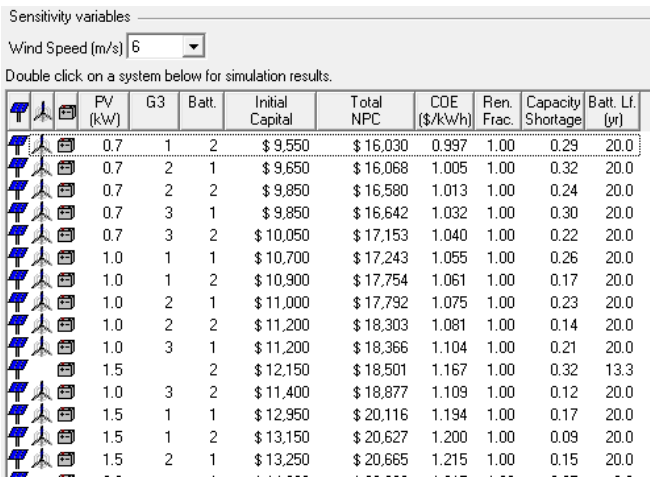 Sensitivity variables
Wind Speed (m/s) 6
Double click on a system below for simulation results.
PV (kW) G3 Batt. Initial Capital Total NPC COE ($/kWh) Ren. Frac. Capacity Shortage Batt. Lf. (yr)
0.7 1 2 $ 9,550 $ 16,030 0.997 1.00 0.29 20.0
0.7 2 1 $ 9,650 $ 16,068 1.005 1.00 0.32 20.0
0.7 2 2 $ 9,850 $ 16,580 1.013 1.00 0.24 20.0
0.7 3 1 $ 9,850 $ 16,642 1.032 1.00 0.30 20.0
0.7 3 2 $ 10,050 $ 17,153 1.040 1.00 0.22 20.0
1.0 1 1 $ 10,700 $ 17,243 1.055 1.00 0.26 20.0
1.0 1 2 $ 10,900 $ 17,754 1.061 1.00 0.17 20.0
1.0 2 1 $ 11,000 $ 17,792 1.075 1.00 0.23 20.0
1.0 2 2 $ 11,200 $ 18,303 1.081 1.00 0.14 20.0
1.0 3 1 $ 11,200 $ 18,366 1.104 1.00 0.21 20.0
1.5 2 $ 12,150 $ 18,501 1.167 1.00 0.32 13.3
1.0 3 2 $ 11,400 $ 18,877 1.109 1.00 0.12 20.0
1.5 1 1 $ 12,950 $ 20,116 1.194 1.00 0.17 20.0
1.5 1 2 $ 13,150 $ 20,627 1.200 1.00 0.09 20.0
1.5 2 1 $ 13,250 $ 20,665 1.215 1.00 0.15 20.0